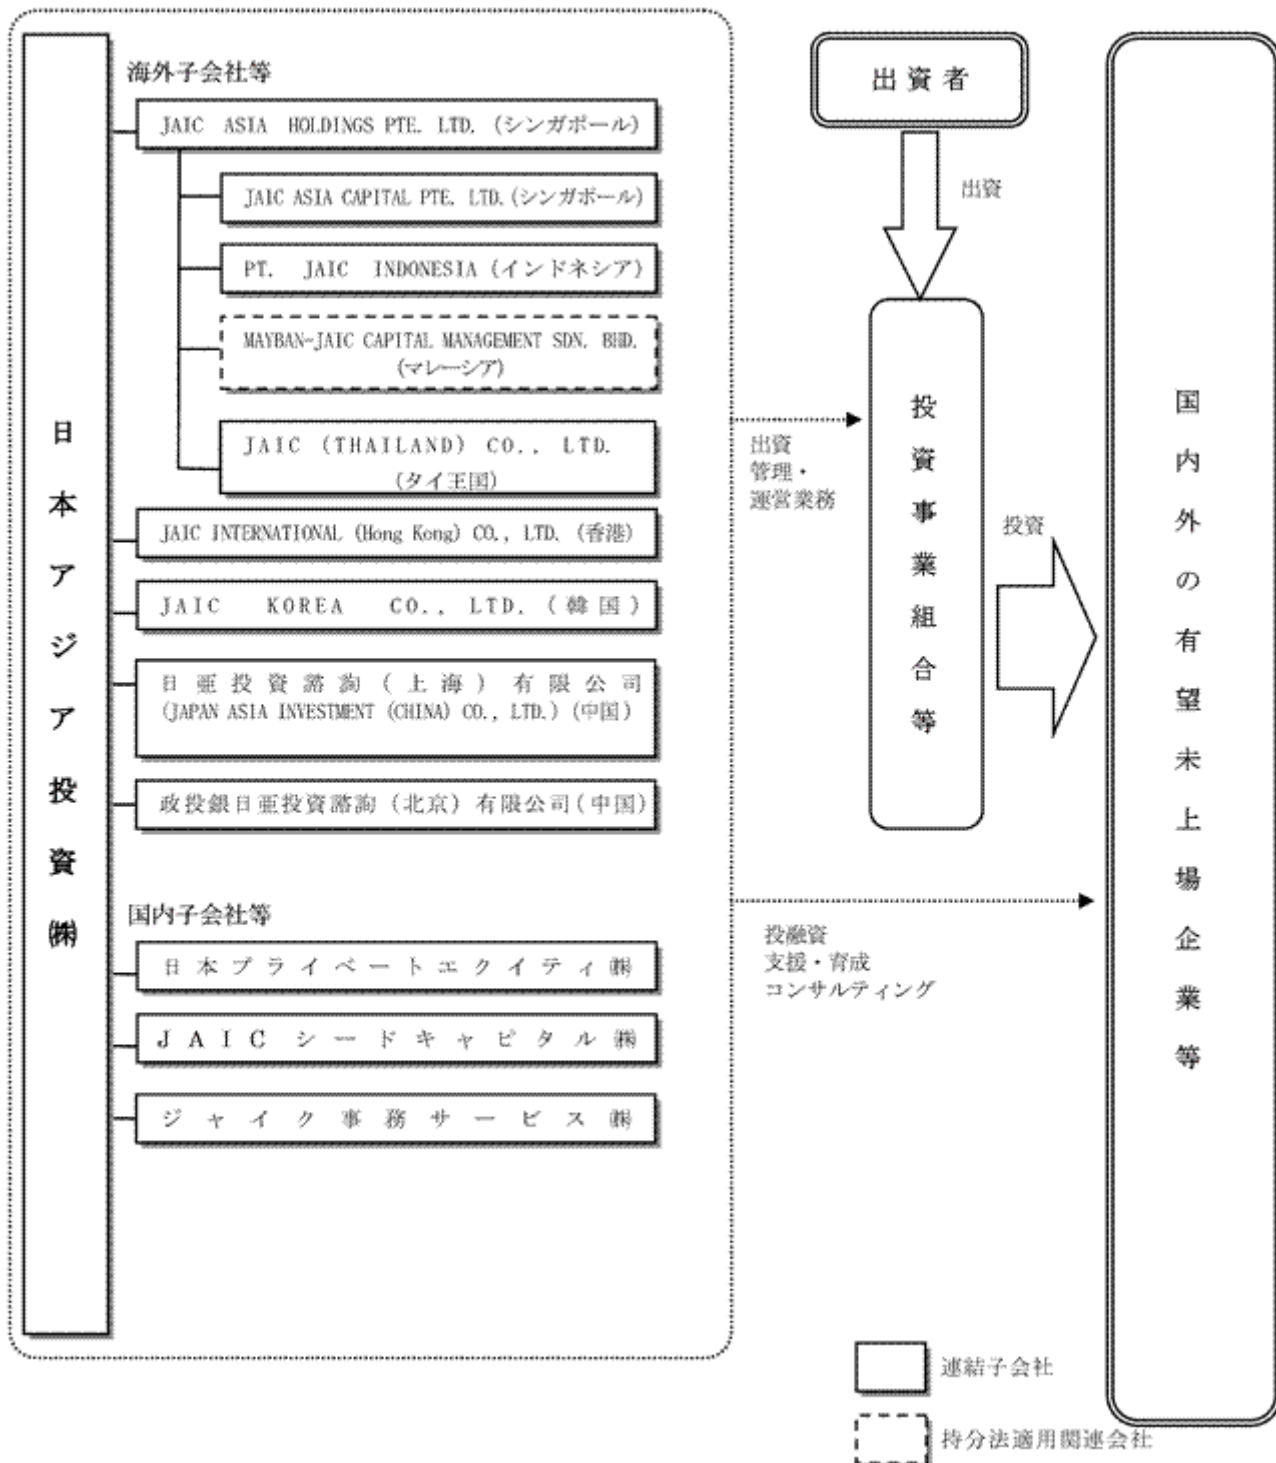 日本アジア投資㈱
海外子会社等
JAIC ASIA HOLDINGS PTE. LTD. (シンガポール)
JAIC ASIA CAPITAL PTE. LTD. (シンガポール)
PT. JAIC INDONESIA (インドネシア)
MAYBAN-JAIC CAPITAL MANAGEMENT SDN. BHD.
(マレーシア)
JAIC (THAILAND) CO., LTD.
(タイ王国)
JAIC INTERNATIONAL (Hong Kong) CO., LTD. (香港)
JAIC KOREA CO., LTD. (韓国)
日亜投資諮詢(上海)有限公司
(JAPAN ASIA INVESTMENT (CHINA) CO., LTD.) (中国)
政投銀日亜投資諮詢(北京)有限公司(中国)
国内子会社等
日本プライベートエクイティ㈱
JAICシードキャピタル㈱
ジャイク事務サービス㈱
出資者
出資
出資
管理・
運営業務
投資事業組合等
投資
投融資
支援・育成
コンサルティング
国内外の有望未上場企業等
連結子会社
持分法適用関連会社